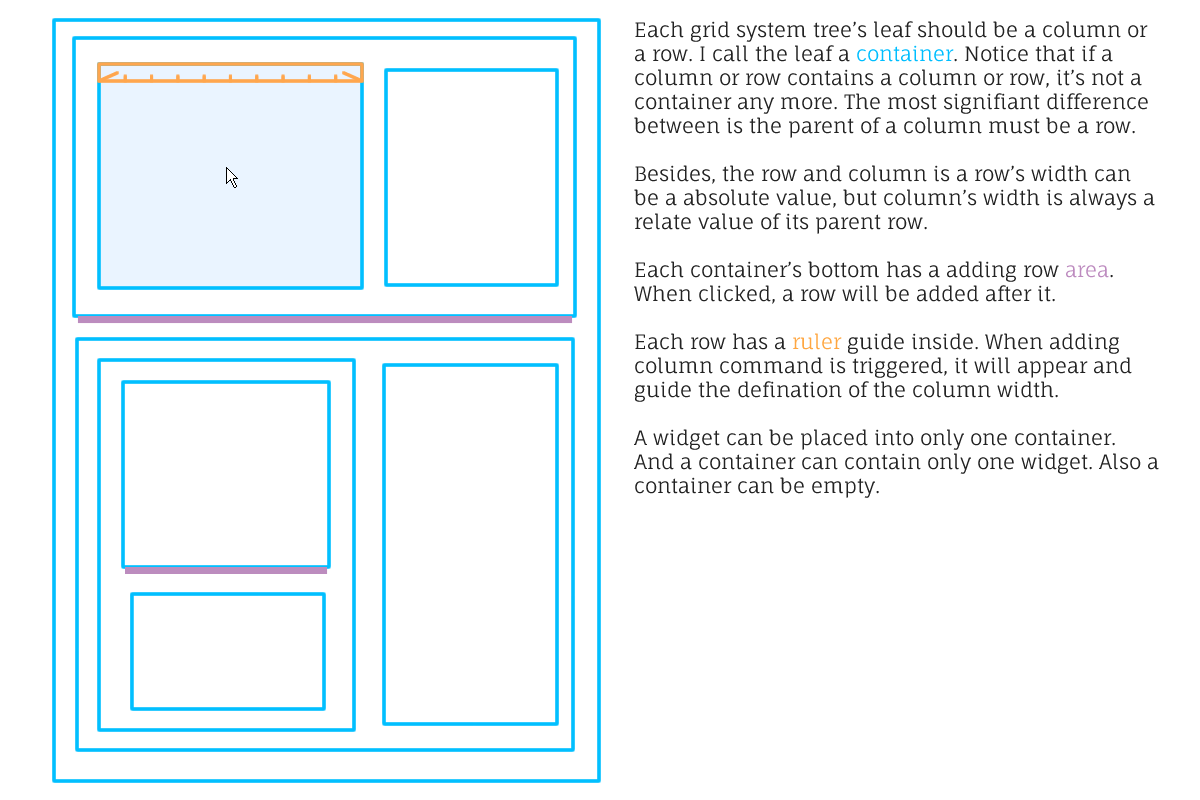 Each grid system tree’s leaf should be a column or
a row. I call the leaf a container. Notice that if a
column or row contains a column or row, it’s not a
container any more. The most signifiant difference
between is the parent of a column must be a row.
Besides, the row and column is a row’s width can
be a absolute value, but column’s width is always a
relate value of its parent row.
Each container’s bottom has a adding row area.
When clicked, a row will be added after it.
Each row has a ruler guide inside. When adding
column command is triggered, it will appear and
guide the defination of the column width.
A widget can be placed into only one container.
And a container can contain only one widget. Also a
container can be empty.